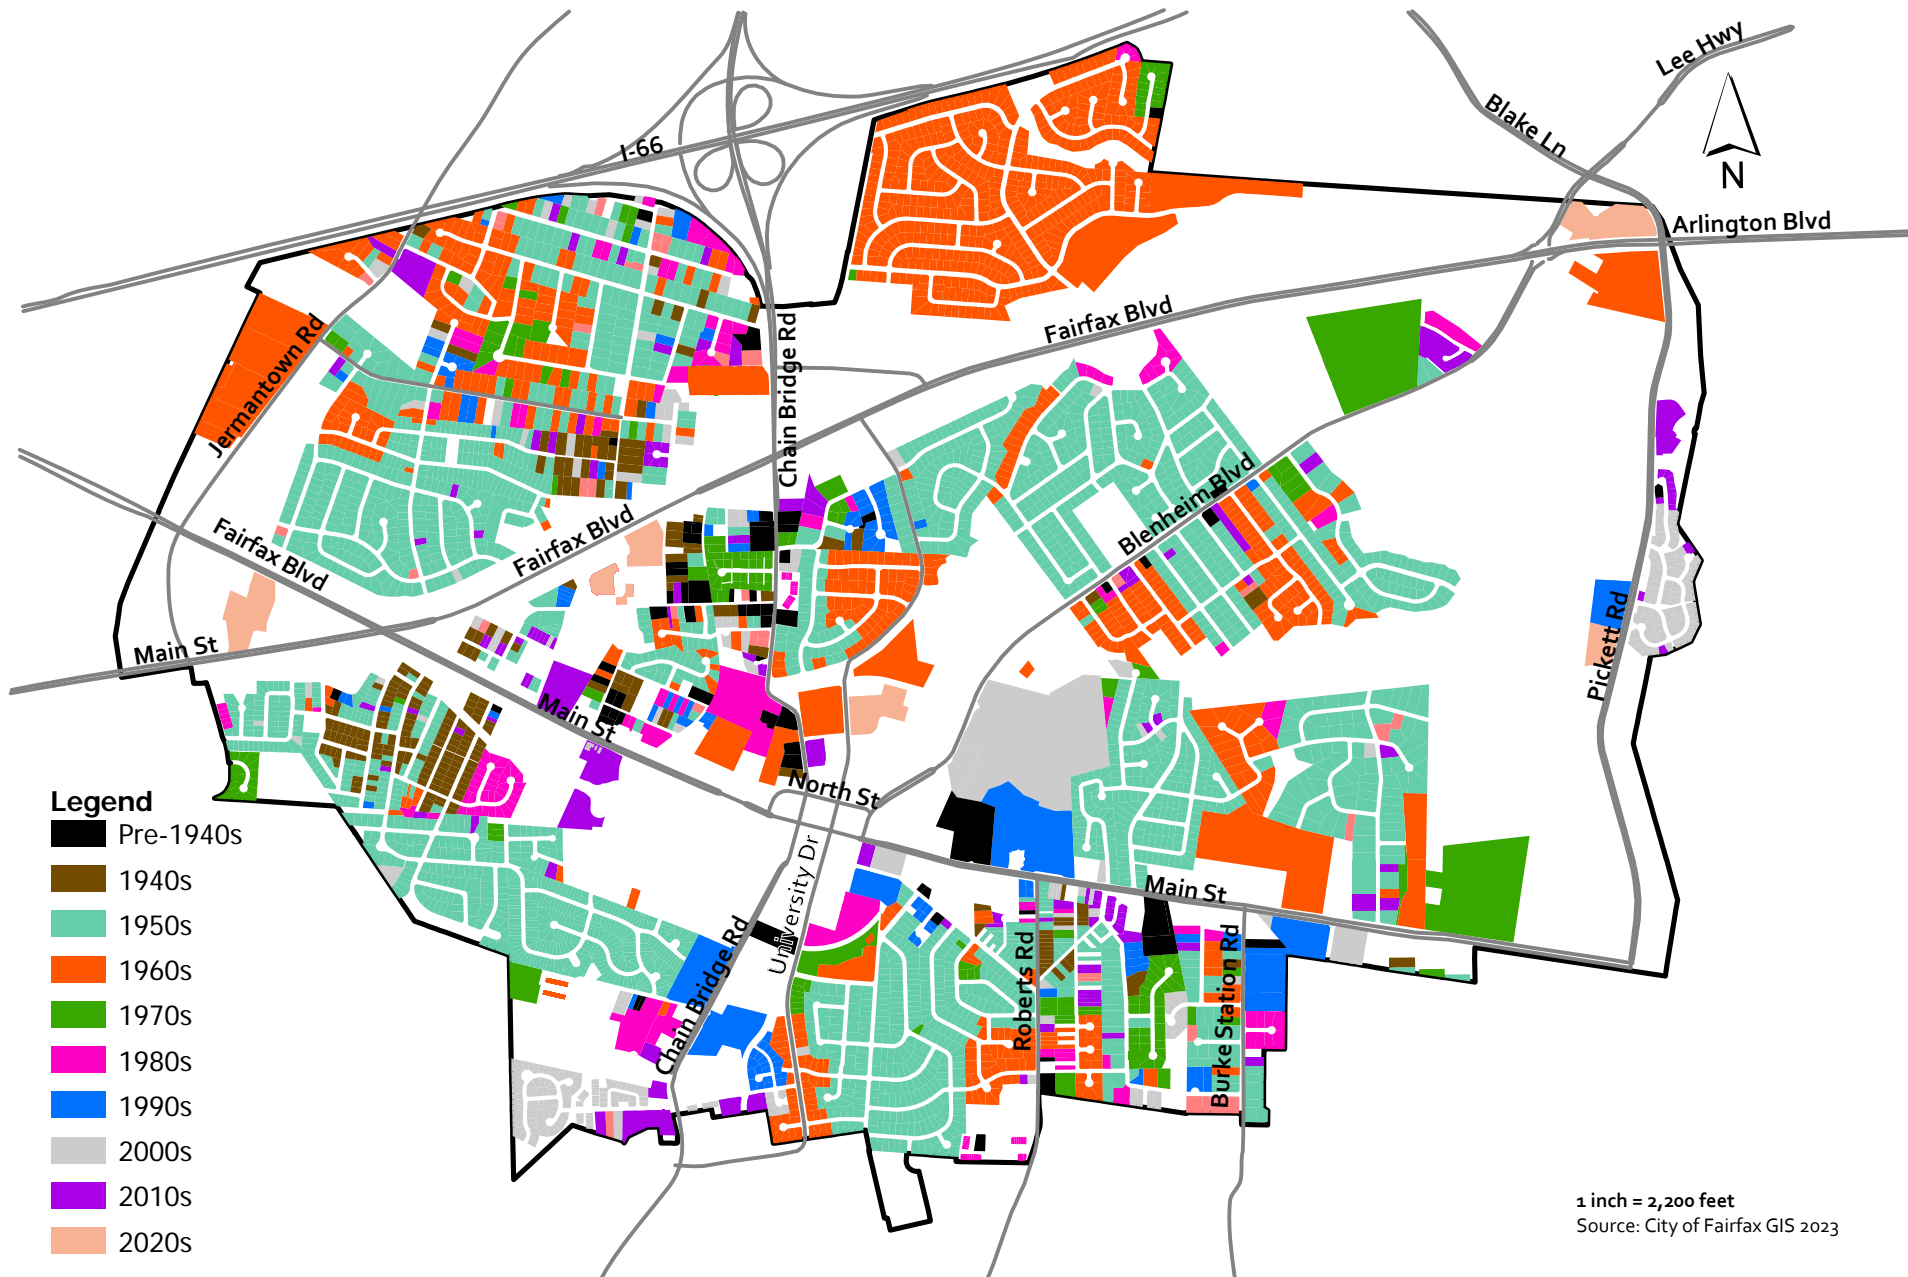 Lee Hwy
Blake Ln
I-66
N
Arlington Blvd
Fairfax Blvd
Jermantown Rd
Chain Bridge Rd
Blenheim Blvd
Fairfax Blvd
Fairfax Blvd
Main St
Pickett Rd
Main St
North St
Legend
Pre-1940s
1940s
1950s
1960s
1970s
1980s
1990s
2000s
2010s
2020s
University Dr
Main St
Chain Bridge Rd
Roberts Rd
Burke Station Rd
1 inch = 2,200 feet
Source: City of Fairfax GIS 2023